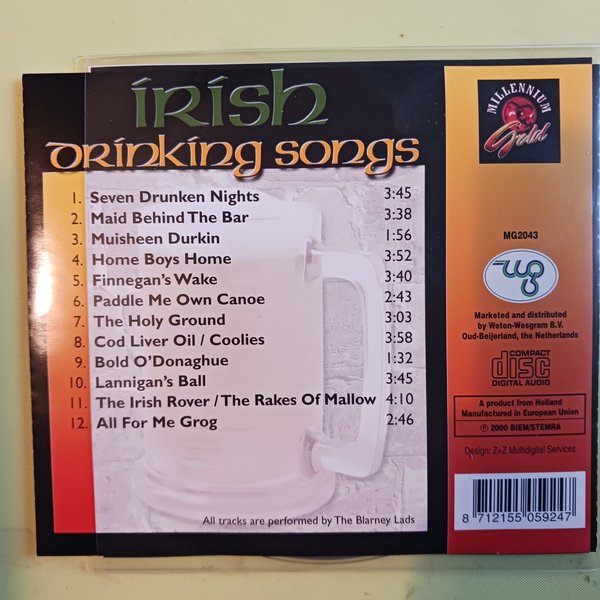 irish
drinking songs
1. Seven Drunken Nights 3:45
2. Maid Behind The Bar 3:38
3. Muisheen Durkin 1:56
4. Home Boys Home 3:52
5. Finnegan's Wake 3:40
6. Paddle Me Own Canoe 2:43
7. The Holy Ground 3:03
8. Cod Liver Oil / Coolies 3:58
9. Bold O'Donaghue 1:32
10. Lannigan's Ball 3:45
11. The Irish Rover / The Rakes Of Mallow 4:10
12. All For Me Grog 2:46
All tracks are performed by The Blarney Lads
MILLENNIUM
Gold
MG2043
wg
Marketed and distributed
by Weton-Wesgram B.V.
Oud-Beijerland, the Netherlands
COMPACT
disc
DIGITAL AUDIO
A product from Holland
Manufactured in European Union
℗ 2000 BIEM/STEMRA
Design: Z+Z Multidigital Services
8 712155 059247